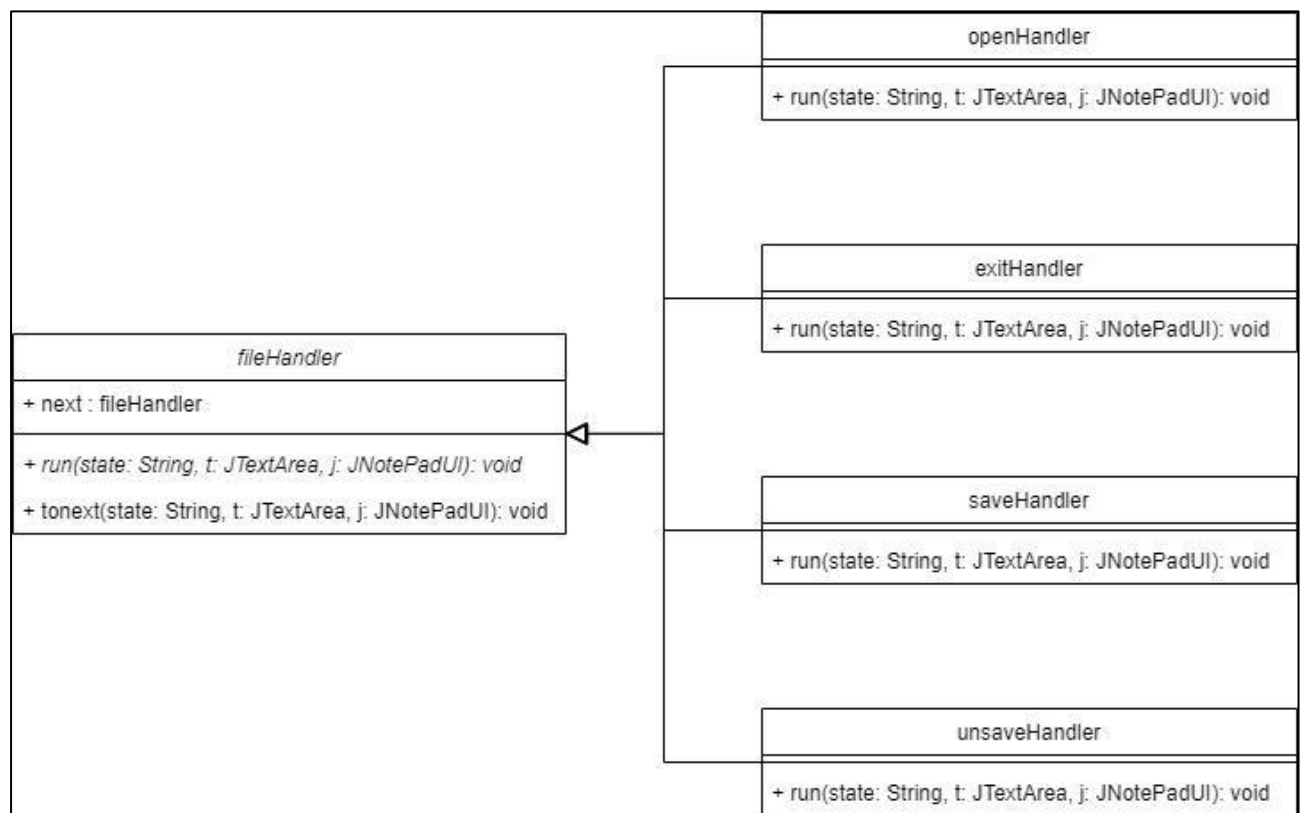 openHandler
+ run(state: String, t: JTextArea, j: JNotePadUI): void
exitHandler
+ run(state: String, t: JTextArea, j: JNotePadUI): void
fileHandler
+ next : fileHandler
+ run(state: String, t: JTextArea, j: JNotePadUI): void
+ tonext(state: String, t: JTextArea, j: JNotePadUI): void
saveHandler
+ run(state: String, t: JTextArea, j: JNotePadUI): void
unsaveHandler
+ run(state: String, t: JTextArea, j: JNotePadUI): void